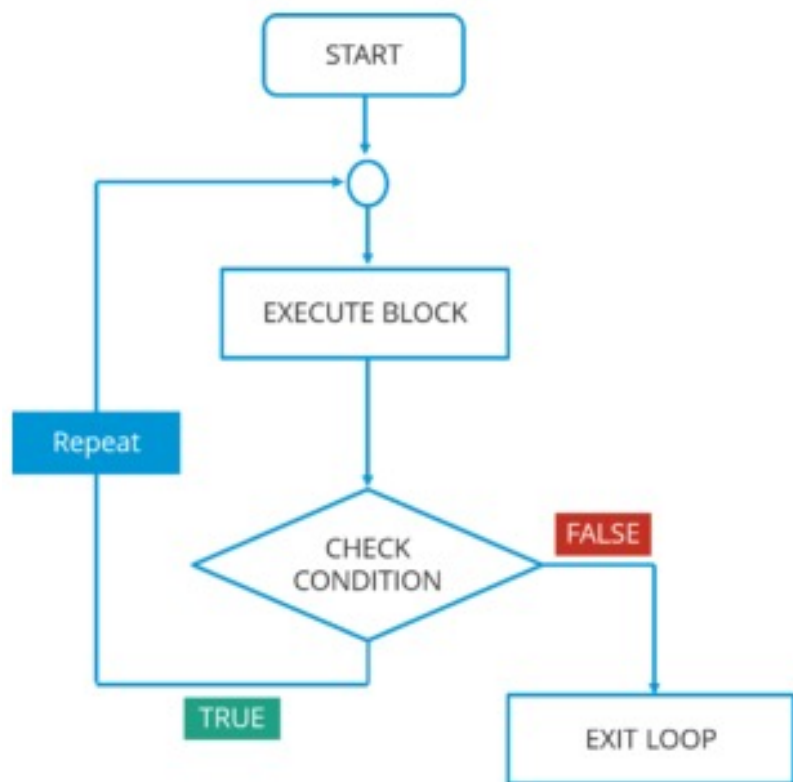 START
EXECUTE BLOCK
Repeat
CHECK
CONDITION
FALSE
TRUE
EXIT LOOP